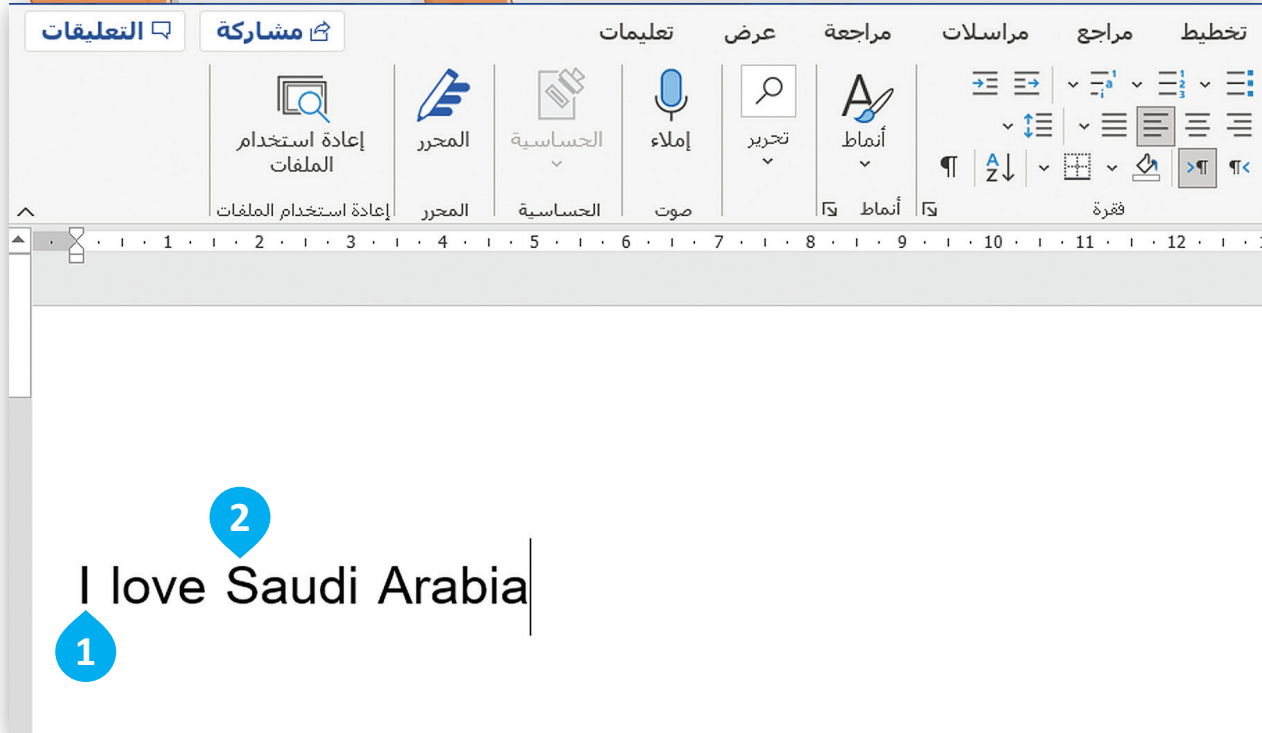 تخطيط مراجع مراسلات مراجعة عرض تعليمات مشاركة التعليقات
أنماط تحرير إملاء الحساسية المحرر إعادة استخدام
الملفات
فقرة أنماط صوت الحساسية المحرر إعادة استخدام الملفات
1 2 3 4 5 6 7 8 9 10 11 12
2
I love Saudi Arabia
1